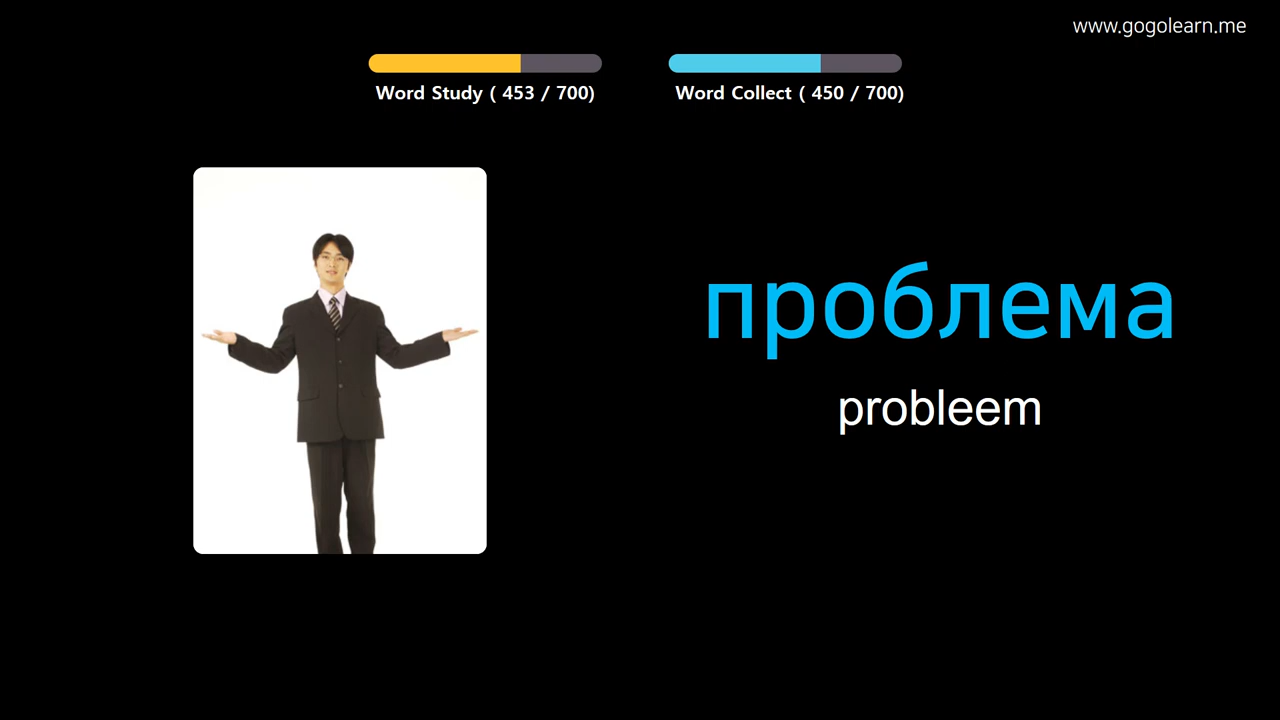 www.gogolearn.me
Word Study ( 453 / 700)
Word Collect ( 450 / 700)
проблема
probleem